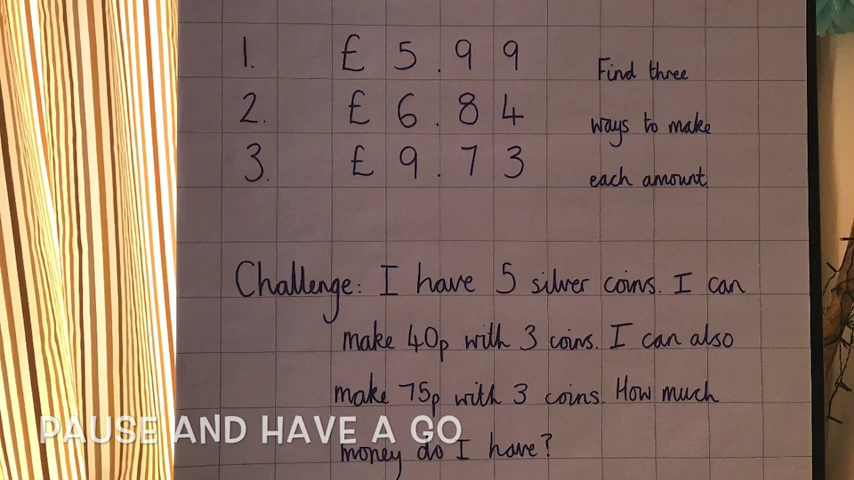 1. £5.99
Find three
2. £6.84
ways to make
3. £9.73
each amount
Challenge: I have 5 silver coins. I can
make 40p with 3 coins. I can also
make 75p with 3 coins. How much
money do I have?
PAUSE AND HAVE A GO